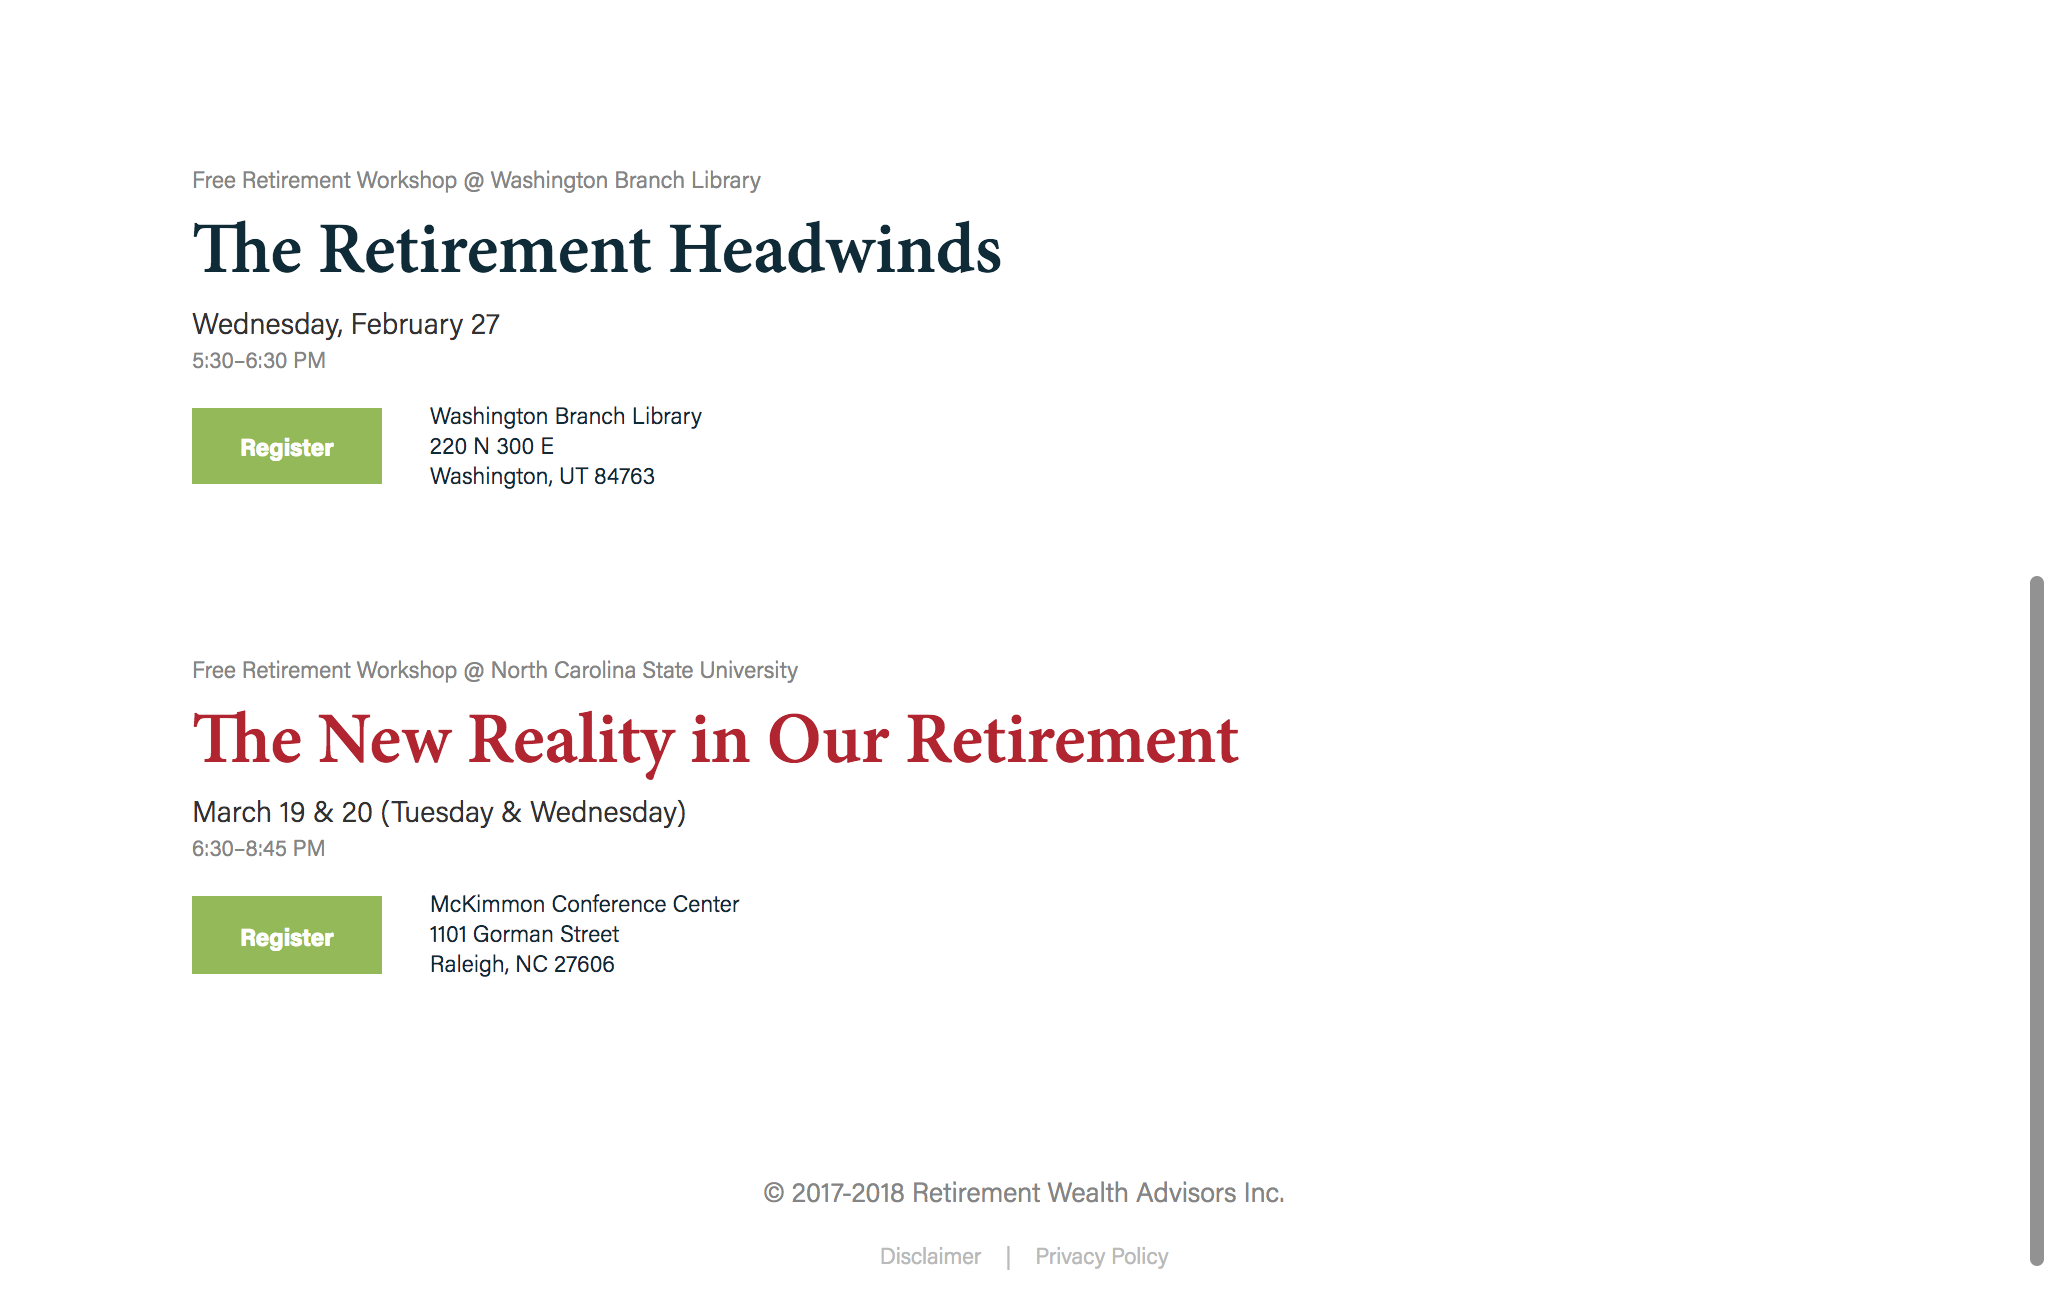 Free Retirement Workshop @ Washington Branch Library
The Retirement Headwinds
Wednesday, February 27
5:30–6:30 PM
Register
Washington Branch Library
220 N 300 E
Washington, UT 84763
Free Retirement Workshop @ North Carolina State University
The New Reality in Our Retirement
March 19 & 20 (Tuesday & Wednesday)
6:30–8:45 PM
Register
McKimmon Conference Center
1101 Gorman Street
Raleigh, NC 27606
© 2017-2018 Retirement Wealth Advisors Inc.
Disclaimer | Privacy Policy